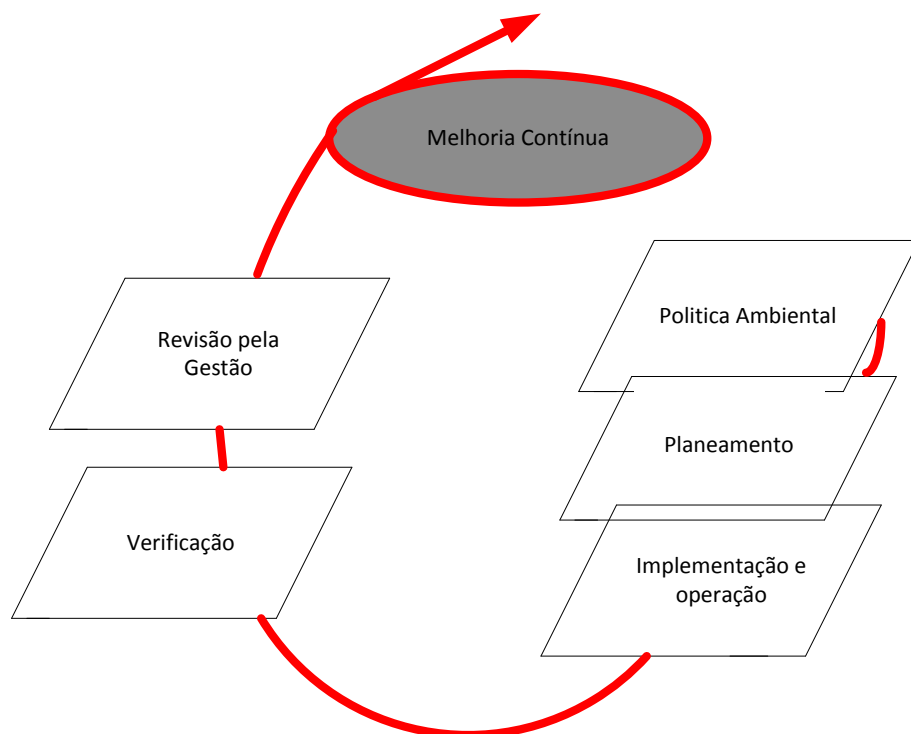 Melhoria Contínua
Politica Ambiental
Revisão pela
Gestão
Planeamento
Verificação
Implementação e
operação